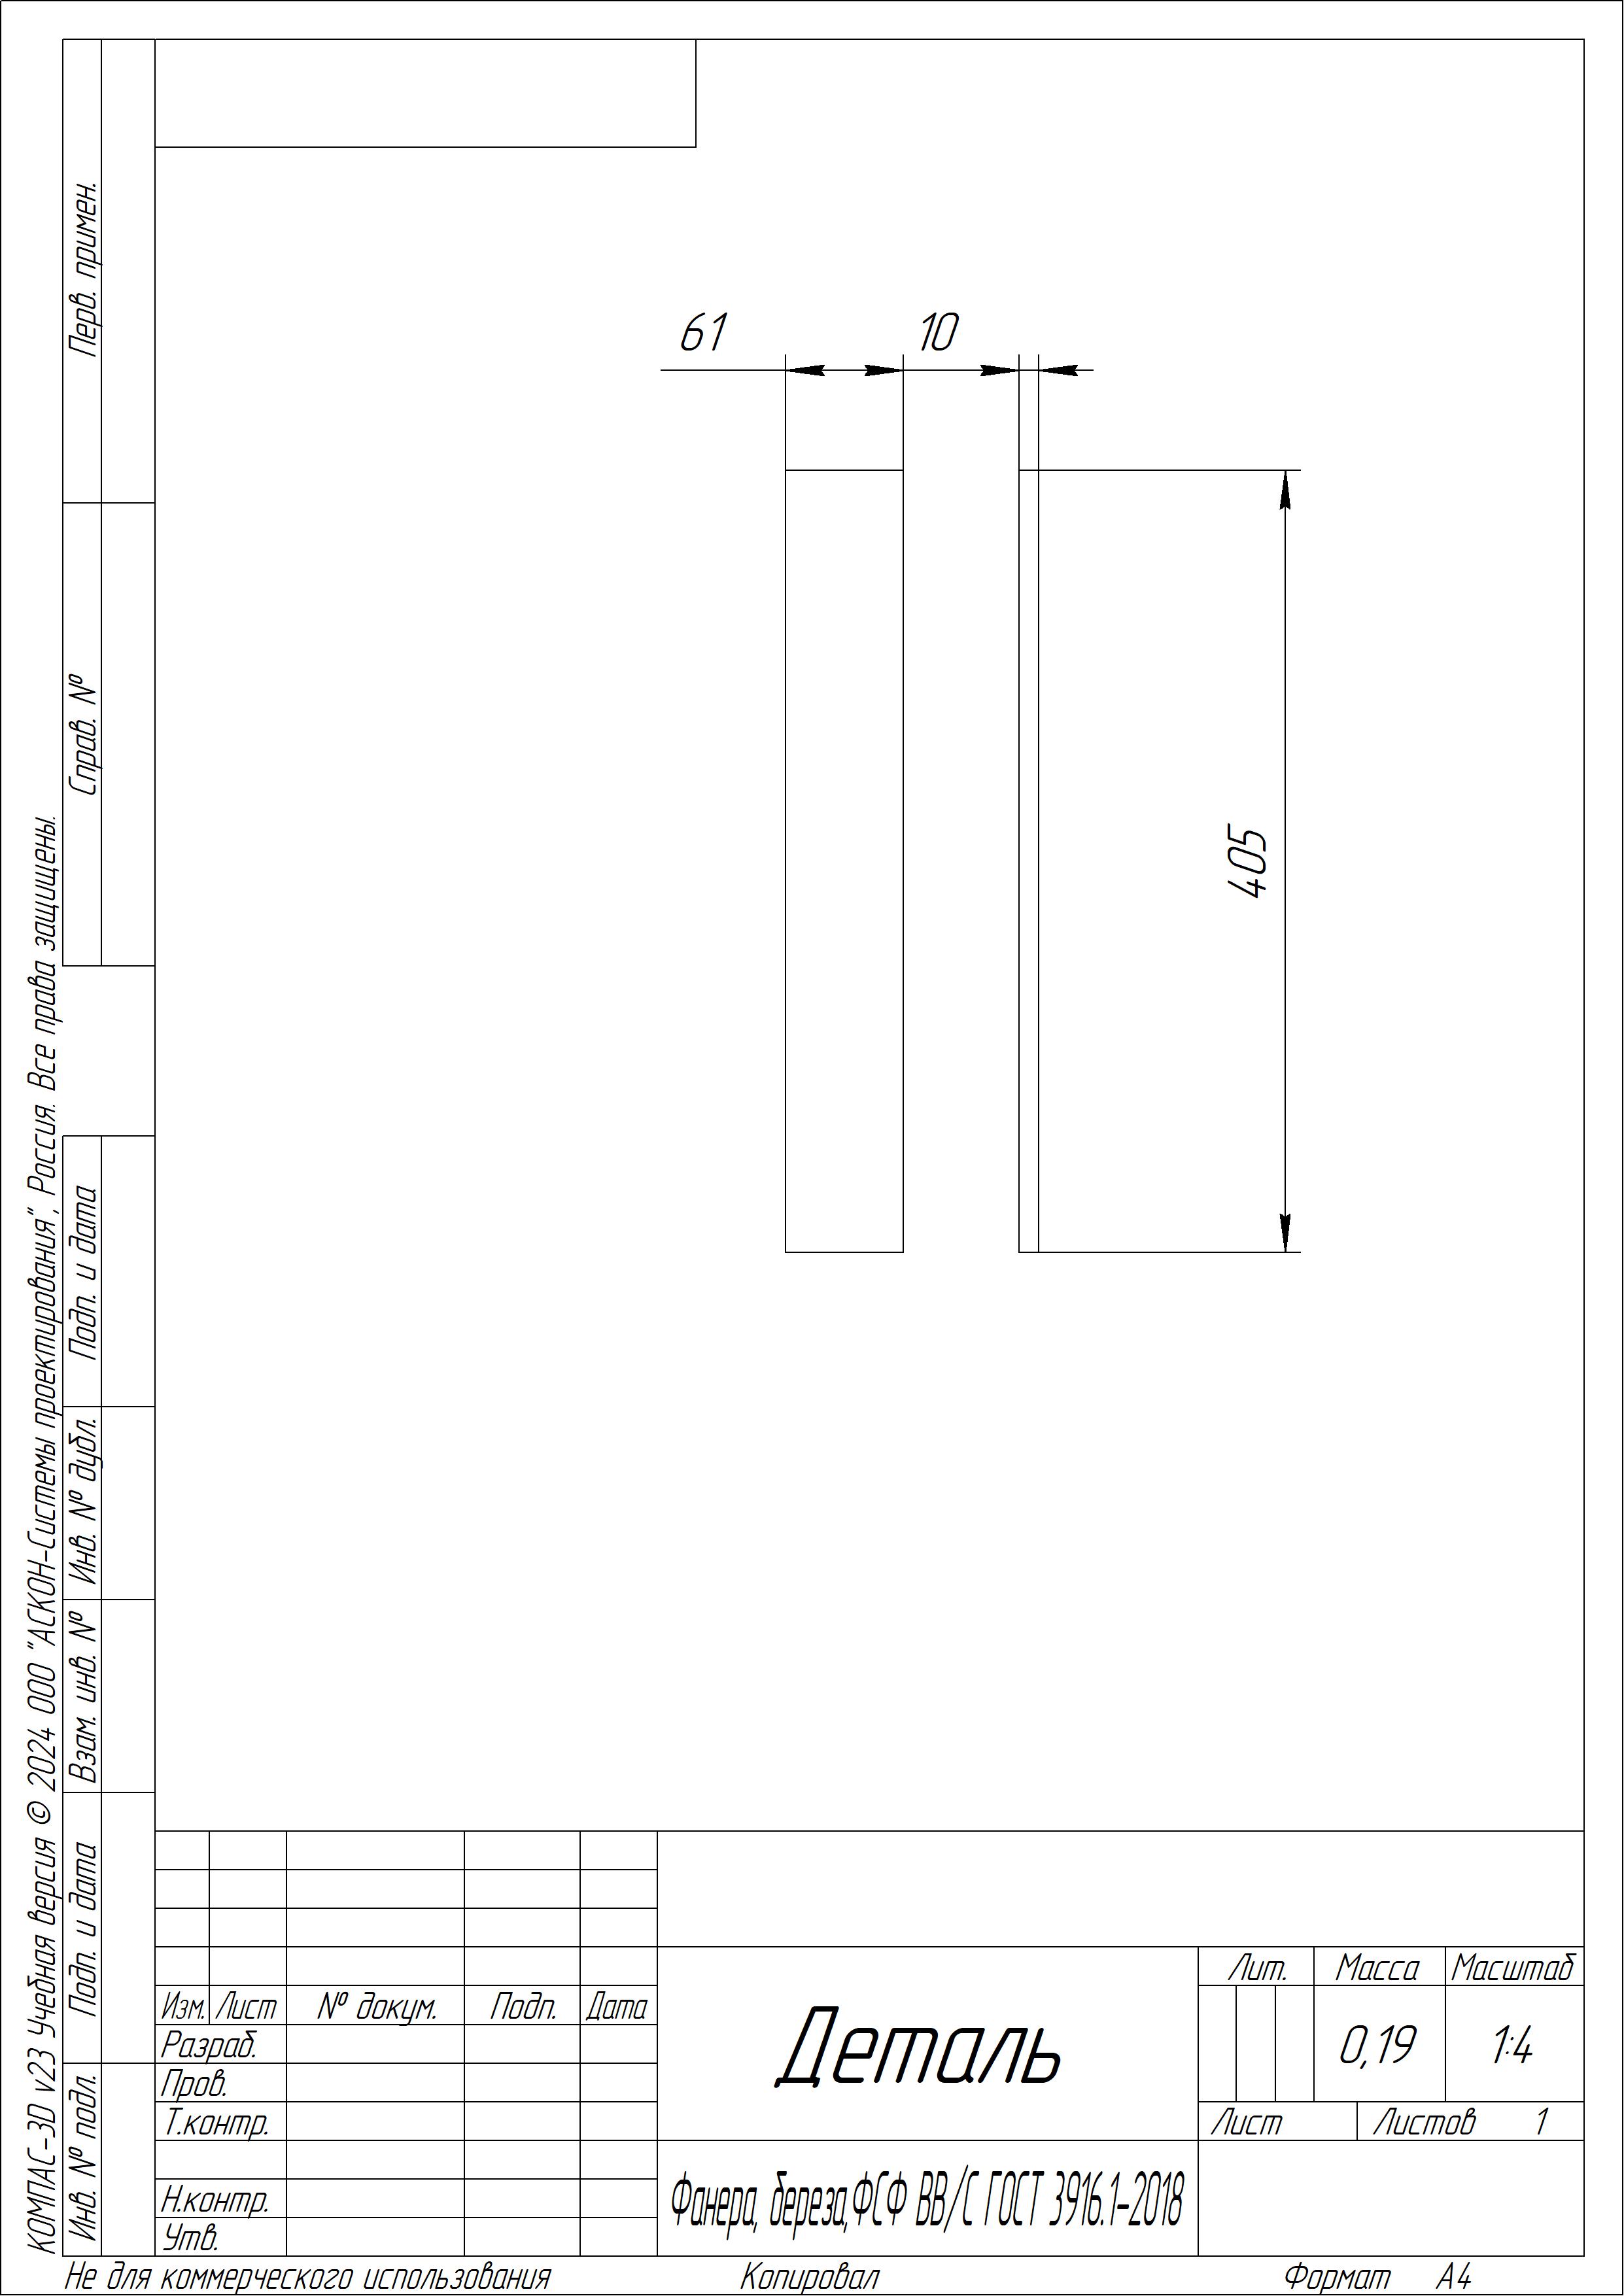 Перв. примен.
Справ. №
Подп. и дата
Инв. № дубл.
Взам. инв. №
Подп. и дата
Инв. № подл.
КОМПАС-3D v23 Учебная версия © 2024 ООО "АСКОН-Системы проектирования", Россия. Все права защищены.
61
10
405
Лит. Масса Масштаб
Изм. Лист № докум. Подп. Дата
Разраб.
Пров.
Т.контр.
Н.контр.
Утв.
Деталь
0,19 1:4
Лист Листов 1
Фанера, береза,ФСФ ВВ/С ГОСТ 3916.1-2018
Не для коммерческого использования Копировал Формат А4